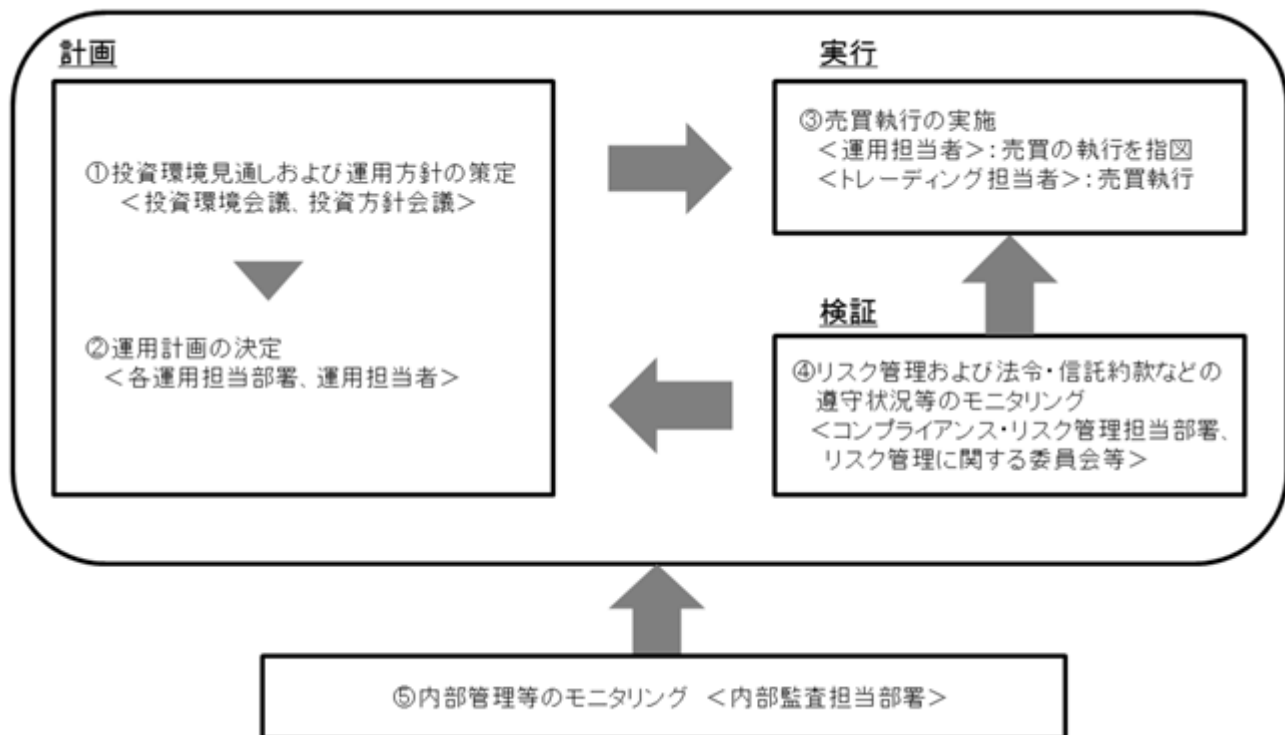 計画
①投資環境見通しおよび運用方針の策定
＜投資環境会議、投資方針会議＞
②運用計画の決定
＜各運用担当部署、運用担当者＞
実行
③売買執行の実施
＜運用担当者＞：売買の執行を指図
＜トレーディング担当者＞：売買執行
検証
④リスク管理および法令・信託約款などの
遵守状況等のモニタリング
＜コンプライアンス・リスク管理担当部署、
リスク管理に関する委員会等＞
⑤内部管理等のモニタリング ＜内部監査担当部署＞